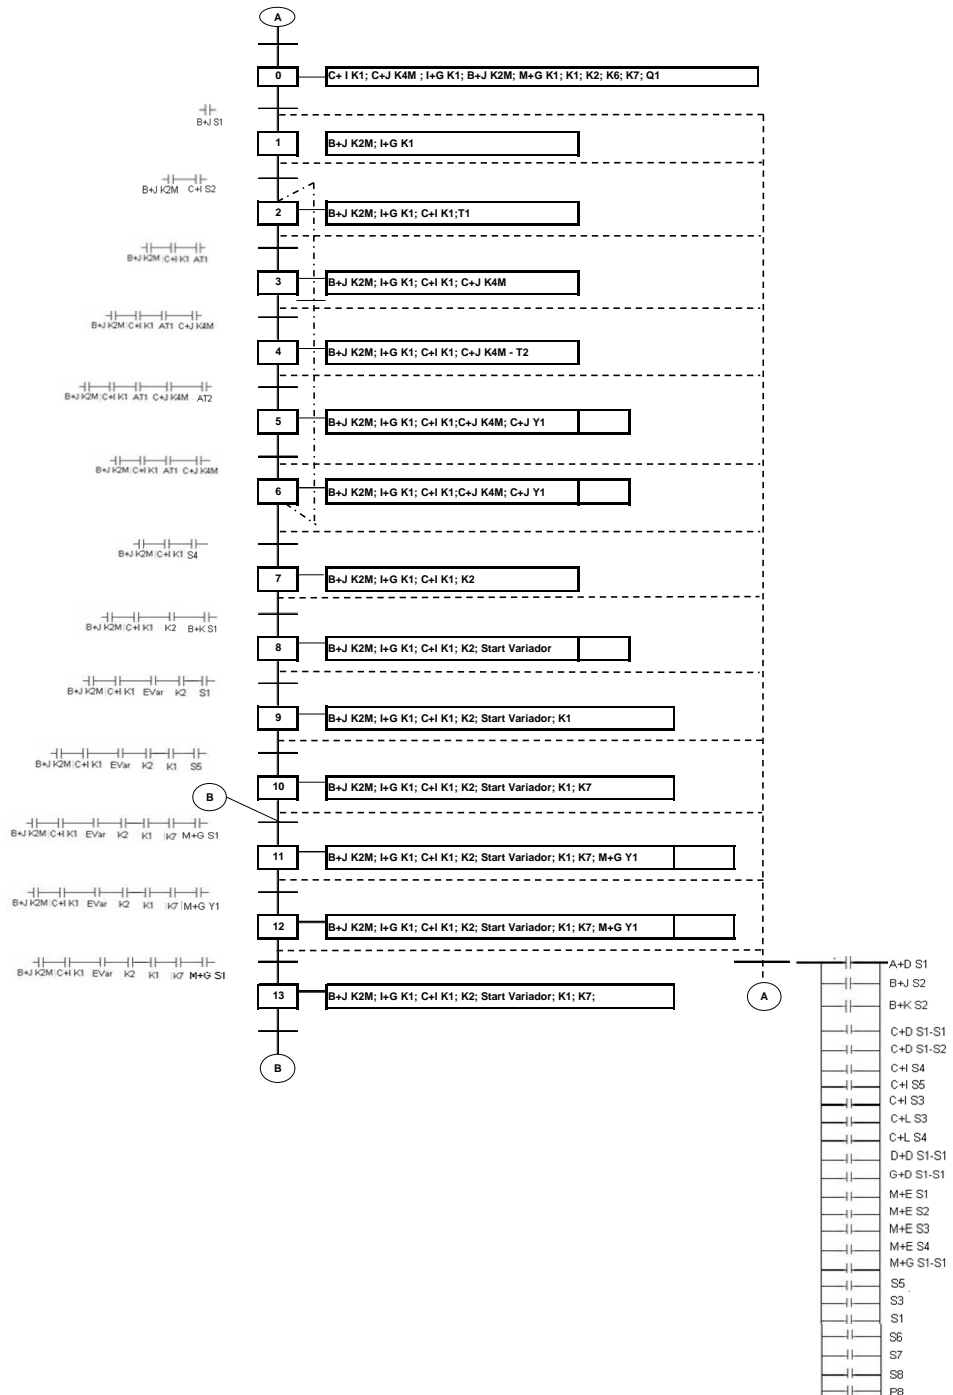 A
0
C+ I K1; C+J K4M ; I+G K1; B+J K2M; M+G K1; K1; K2; K6; K7; Q1
B+J S1
1
B+J K2M; I+G K1
B+J K2M C+I S2
2
B+J K2M; I+G K1; C+I K1;T1
B+J K2M C+I K1 AT1
3
B+J K2M; I+G K1; C+I K1; C+J K4M
B+J K2M C+I K1 AT1 C+J K4M
4
B+J K2M; I+G K1; C+I K1; C+J K4M - T2
B+J K2M C+I K1 AT1 C+J K4M AT2
5
B+J K2M; I+G K1; C+I K1;C+J K4M; C+J Y1
B+J K2M C+I K1 AT1 C+J K4M
6
B+J K2M; I+G K1; C+I K1;C+J K4M; C+J Y1
B+J K2M C+I K1 S4
7
B+J K2M; I+G K1; C+I K1; K2
B+J K2M C+I K1 K2 B+K S1
8
B+J K2M; I+G K1; C+I K1; K2; Start Variador
B+J K2M C+I K1 EVar K2 S1
9
B+J K2M; I+G K1; C+I K1; K2; Start Variador; K1
B+J K2M C+I K1 EVar K2 K1 S5
10
B+J K2M; I+G K1; C+I K1; K2; Start Variador; K1; K7
B
B+J K2M C+I K1 EVar K2 K1 K7 M+G S1
11
B+J K2M; I+G K1; C+I K1; K2; Start Variador; K1; K7; M+G Y1
B+J K2M C+I K1 EVar K2 K1 K7 M+G Y1
12
B+J K2M; I+G K1; C+I K1; K2; Start Variador; K1; K7; M+G Y1
B+J K2M C+I K1 EVar K2 K1 K7 M+G S1
13
B+J K2M; I+G K1; C+I K1; K2; Start Variador; K1; K7;
B
A
A+D S1
B+J S2
B+K S2
C+D S1-S1
C+D S1-S2
C+I S4
C+I S5
C+I S3
C+L S3
C+L S4
D+D S1-S1
G+D S1-S1
M+E S1
M+E S2
M+E S3
M+E S4
M+G S1-S1
S5
S3
S1
S6
S7
S8
P8